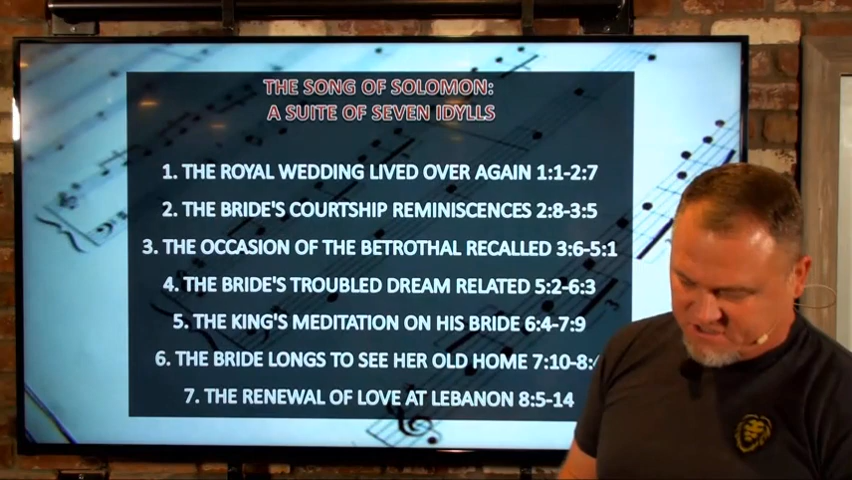 THE SONG OF SOLOMON:
A SUITE OF SEVEN IDYLLS
1. THE ROYAL WEDDING LIVED OVER AGAIN 1:1-2:7
2. THE BRIDE'S COURTSHIP REMINISCENCES 2:8-3:5
3. THE OCCASION OF THE BETROTHAL RECALLED 3:6-5:1
4. THE BRIDE'S TROUBLED DREAM RELATED 5:2-6:3
5. THE KING'S MEDITATION ON HIS BRIDE 6:4-7:9
6. THE BRIDE LONGS TO SEE HER OLD HOME 7:10-8:
7. THE RENEWAL OF LOVE AT LEBANON 8:5-14